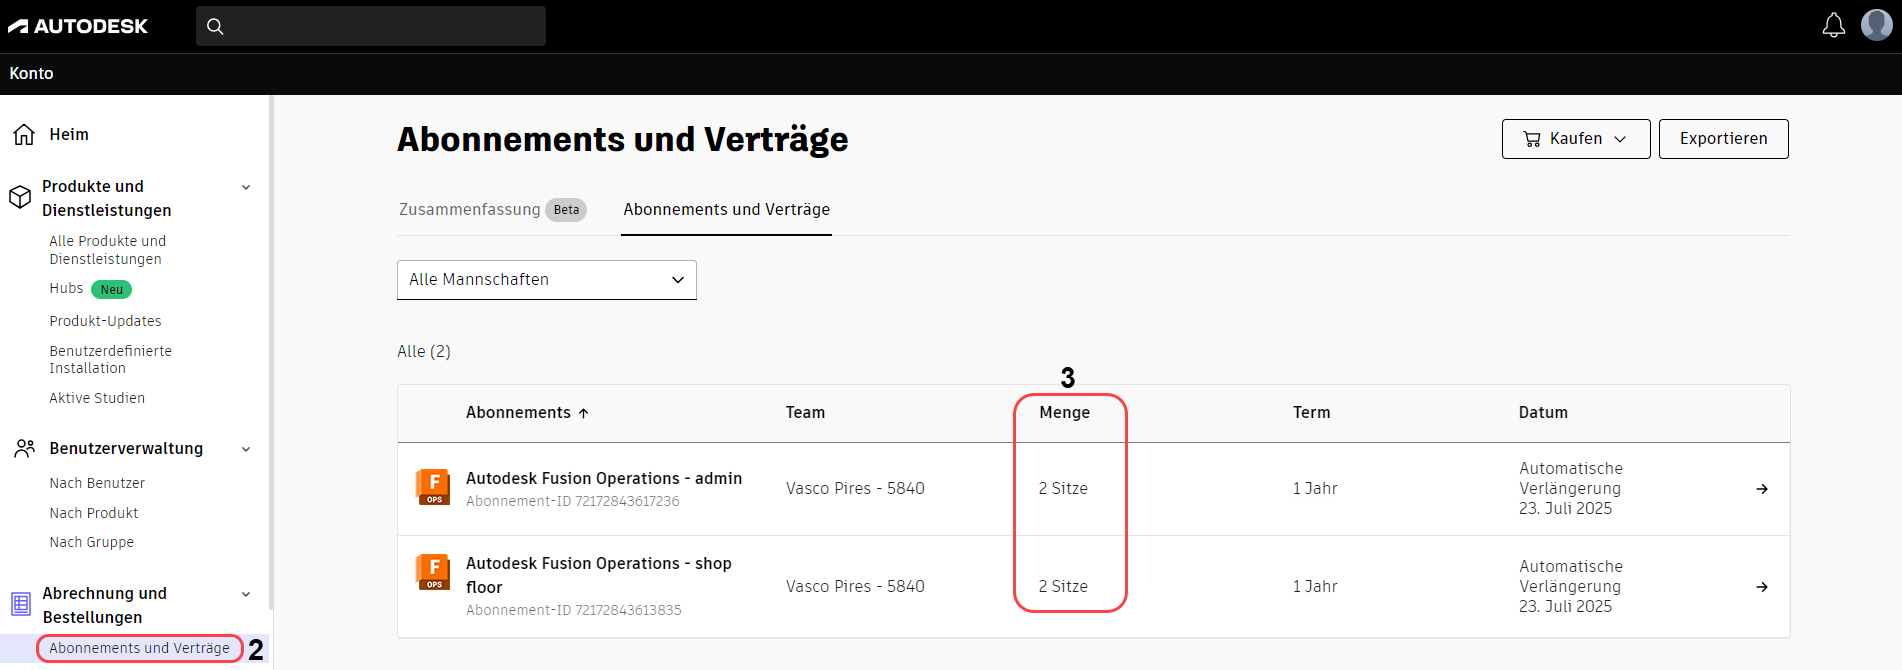 AUTODESK
Konto
Heim
Produkte und
Dienstleistungen
Alle Produkte und
Dienstleistungen
Hubs Neu
Produkt-Updates
Benutzerdefinierte
Installation
Aktive Studien
Benutzerverwaltung
Nach Benutzer
Nach Produkt
Nach Gruppe
Abrechnung und
Bestellungen
Abonnements und Verträge 2
Abonnements und Verträge
Kaufen Exportieren
Zusammenfassung Beta Abonnements und Verträge
Alle Mannschaften
Alle (2)
3
Abonnements ↑ Team Menge Term Datum
F
OPS
Autodesk Fusion Operations - admin
Abonnement-ID 72172843617236
Vasco Pires - 5840
2 Sitze
1 Jahr
Automatische
Verlängerung
23. Juli 2025
→
F
OPS
Autodesk Fusion Operations - shop
floor
Abonnement-ID 72172843613835
Vasco Pires - 5840
2 Sitze
1 Jahr
Automatische
Verlängerung
23. Juli 2025
→